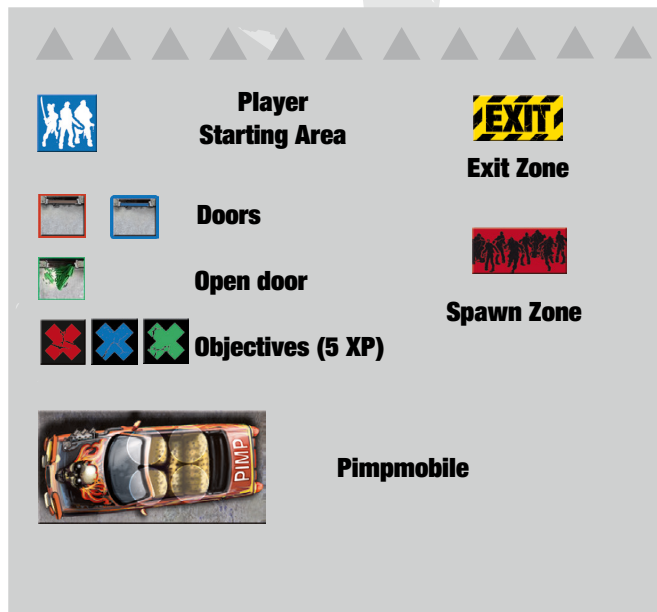 Player
Starting Area
EXIT
Exit Zone
Doors
Open door
Spawn Zone
Objectives (5 XP)
PIMP
Pimpmobile